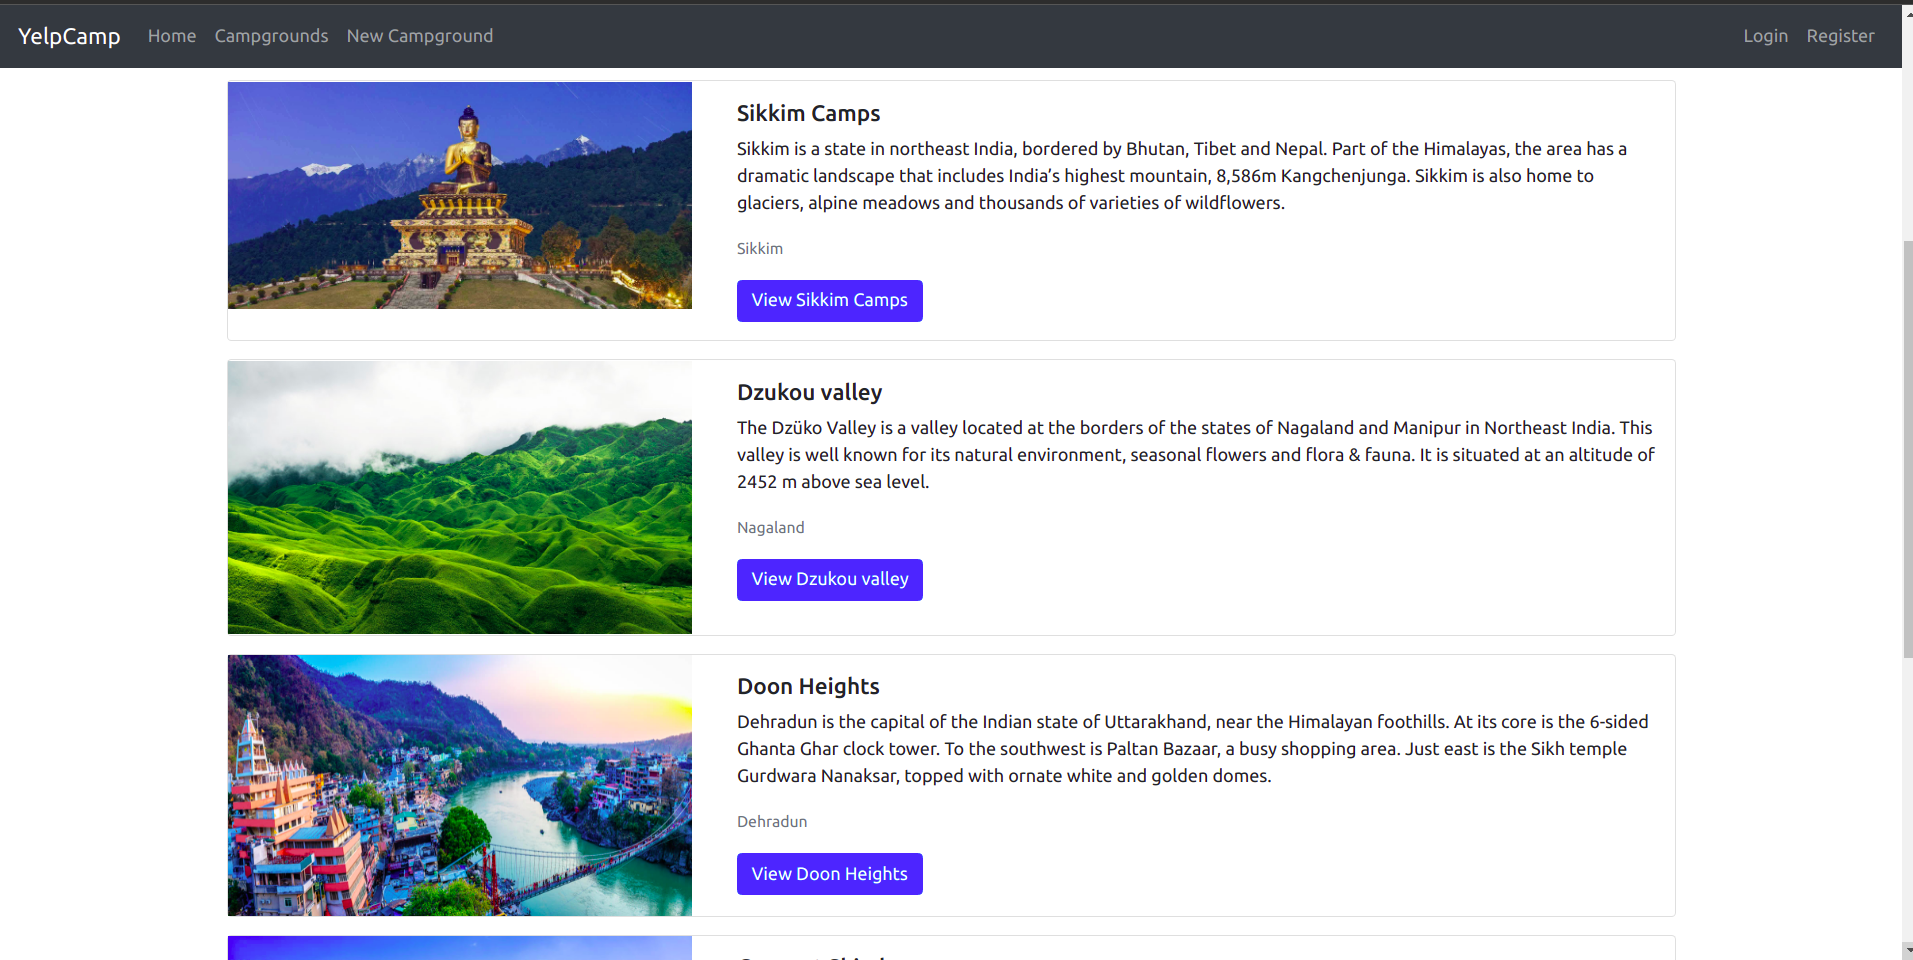 YelpCamp Home Campgrounds New Campground Login Register
Sikkim Camps
Sikkim is a state in northeast India, bordered by Bhutan, Tibet and Nepal. Part of the Himalayas, the area has a
dramatic landscape that includes India’s highest mountain, 8,586m Kangchenjunga. Sikkim is also home to
glaciers, alpine meadows and thousands of varieties of wildflowers.
Sikkim
View Sikkim Camps
Dzukou valley
The Dzüko Valley is a valley located at the borders of the states of Nagaland and Manipur in Northeast India. This
valley is well known for its natural environment, seasonal flowers and flora & fauna. It is situated at an altitude of
2452 m above sea level.
Nagaland
View Dzukou valley
Doon Heights
Dehradun is the capital of the Indian state of Uttarakhand, near the Himalayan foothills. At its core is the 6-sided
Ghanta Ghar clock tower. To the southwest is Paltan Bazaar, a busy shopping area. Just east is the Sikh temple
Gurdwara Nanaksar, topped with ornate white and golden domes.
Dehradun
View Doon Heights